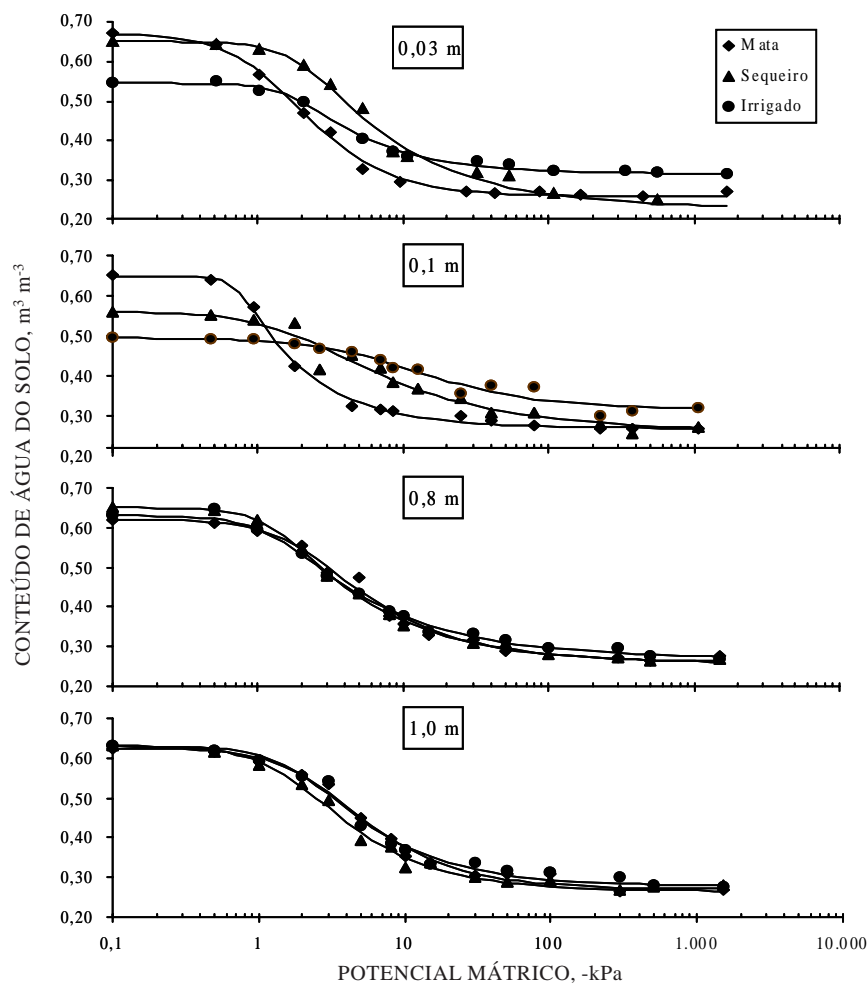 CONTEÚDO DE ÁGUA DO SOLO, m³ m⁻³
0,70
0,60
0,50
0,40
0,30
0,20
0,03 m
Mata
Sequeiro
Irrigado
0,70
0,60
0,50
0,40
0,30
0,20
0,1 m
0,70
0,60
0,50
0,40
0,30
0,20
0,8 m
0,70
0,60
0,50
0,40
0,30
0,20
1,0 m
0,1 1 10 100 1.000 10.000
POTENCIAL MÁTRICO, -kPa